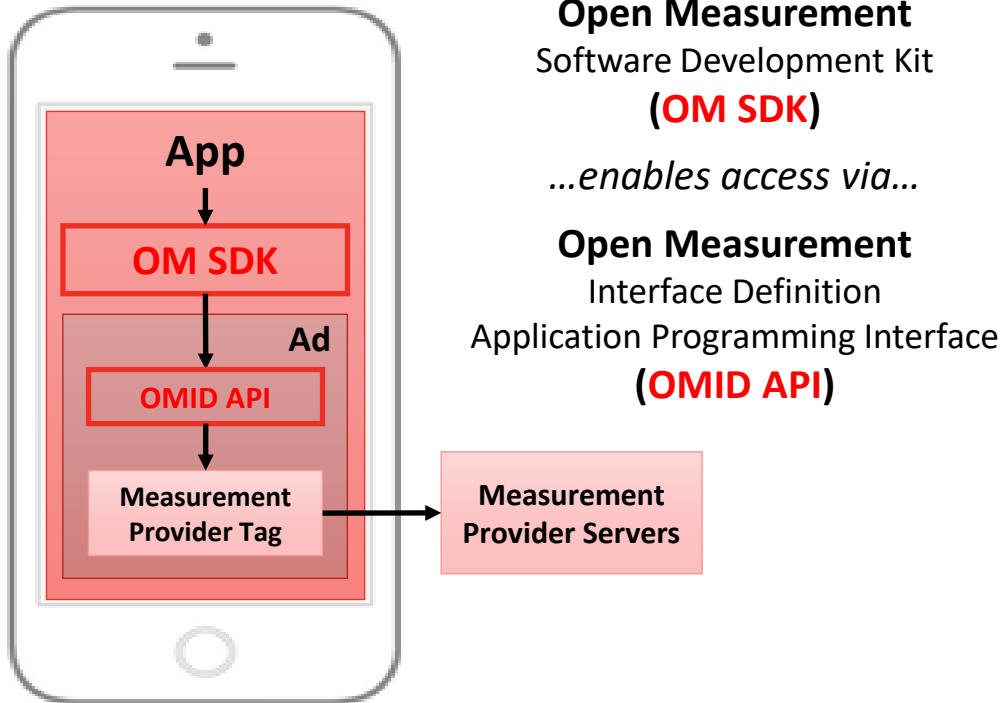 Open Measurement
Software Development Kit
(OM SDK)
…enables access via…
Open Measurement
Interface Definition
Application Programming Interface
(OMID API)
App
OM SDK
Ad
OMID API
Measurement
Provider Tag
Measurement
Provider Servers